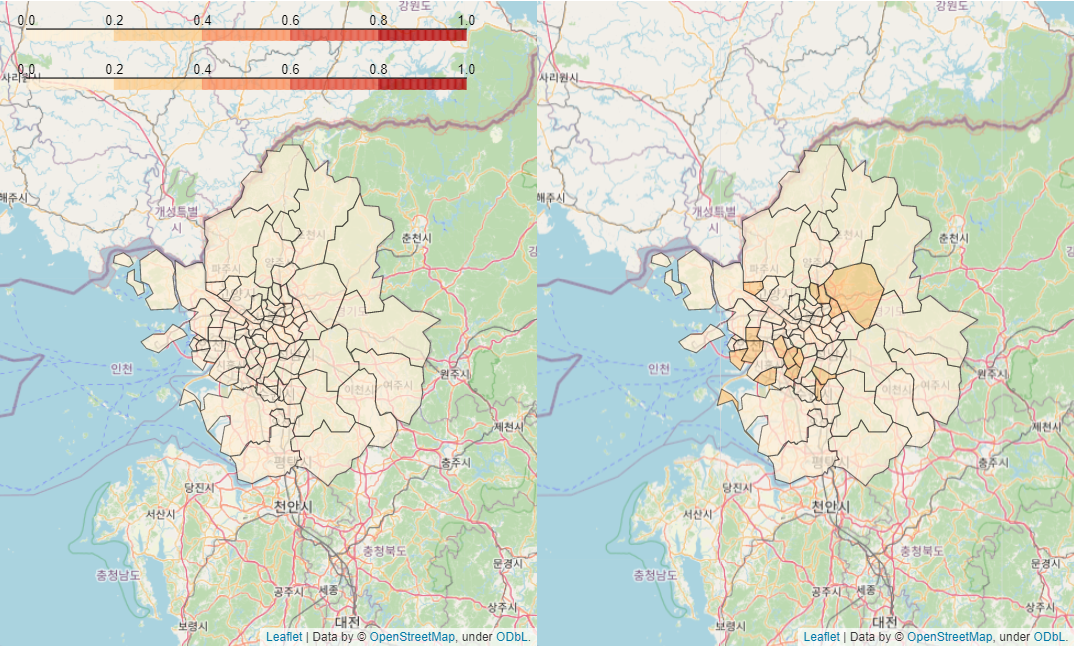 강원도
강원도
0.0 0.2 0.4 0.6 0.8 1.0
0.0 0.2 0.4 0.6 0.8 1.0
사리원시
사리원시
해주시
해주시
개성특별
시
개성특별
시
춘천시
춘천시
강
파주시
파주시
양주
경기도
인천
인천
원주시
원주시
이천시
여주시
이천시
여주시
제천시
제천시
평택시
평택시
충주시
충주시
당진시
당진시
서산시
서산시
천안시
천안시
충청북도
충청북도
문경시
문경시
충청남도
충청남도
공주시
세종
공주시
세종
상주시
상주시
보령시
보령시
대전
대전
Leaflet | Data by © OpenStreetMap, under ODbL.
Leaflet | Data by © OpenStreetMap, under ODbL.